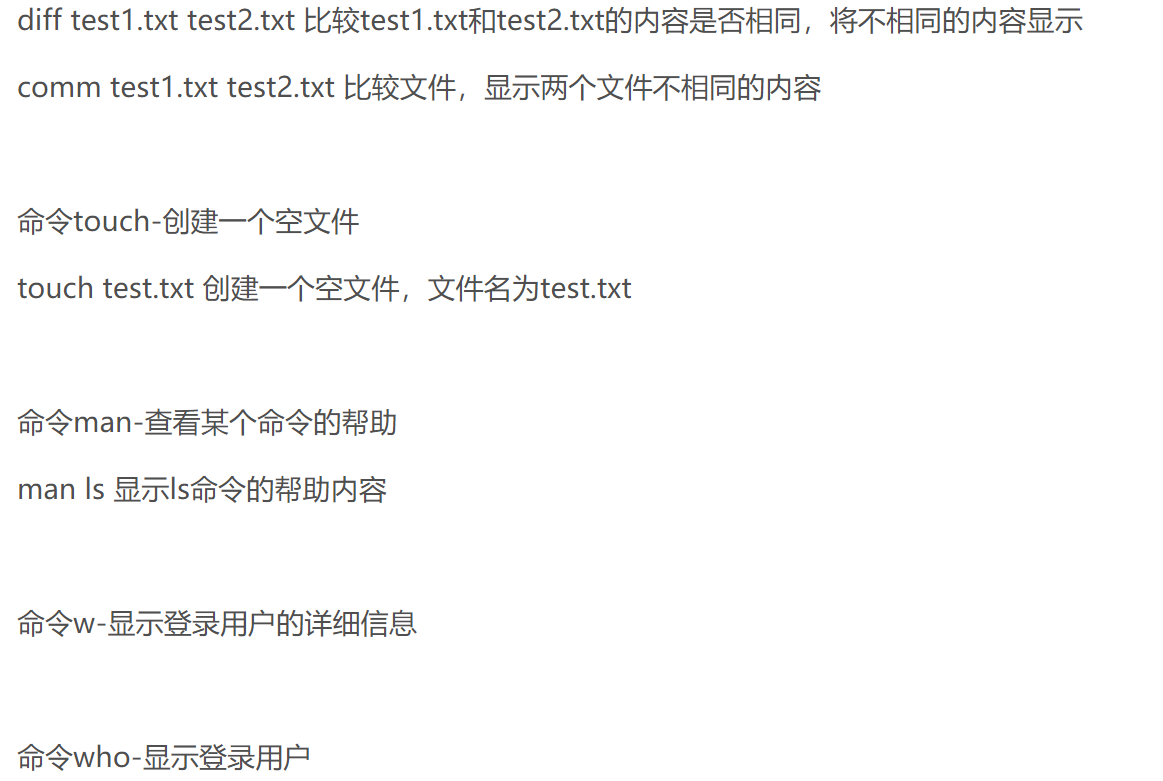 diff test1.txt test2.txt 比较test1.txt和test2.txt的内容是否相同，将不相同的内容显示
comm test1.txt test2.txt 比较文件，显示两个文件不相同的内容
命令touch-创建一个空文件
touch test.txt 创建一个空文件，文件名为test.txt
命令man-查看某个命令的帮助
man ls 显示ls命令的帮助内容
命令w-显示登录用户的详细信息
命令who-显示登录用户